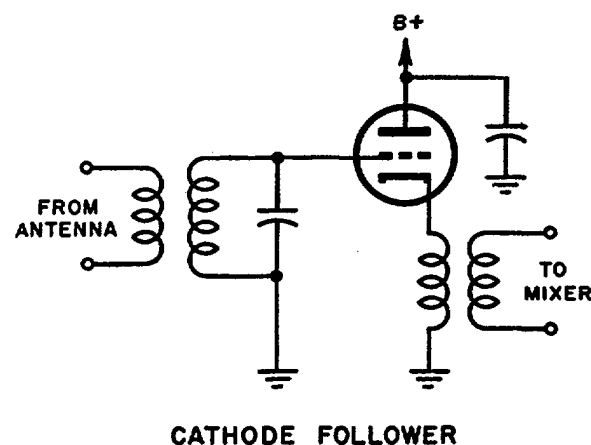 B+
FROM
ANTENNA
TO
MIXER
CATHODE FOLLOWER